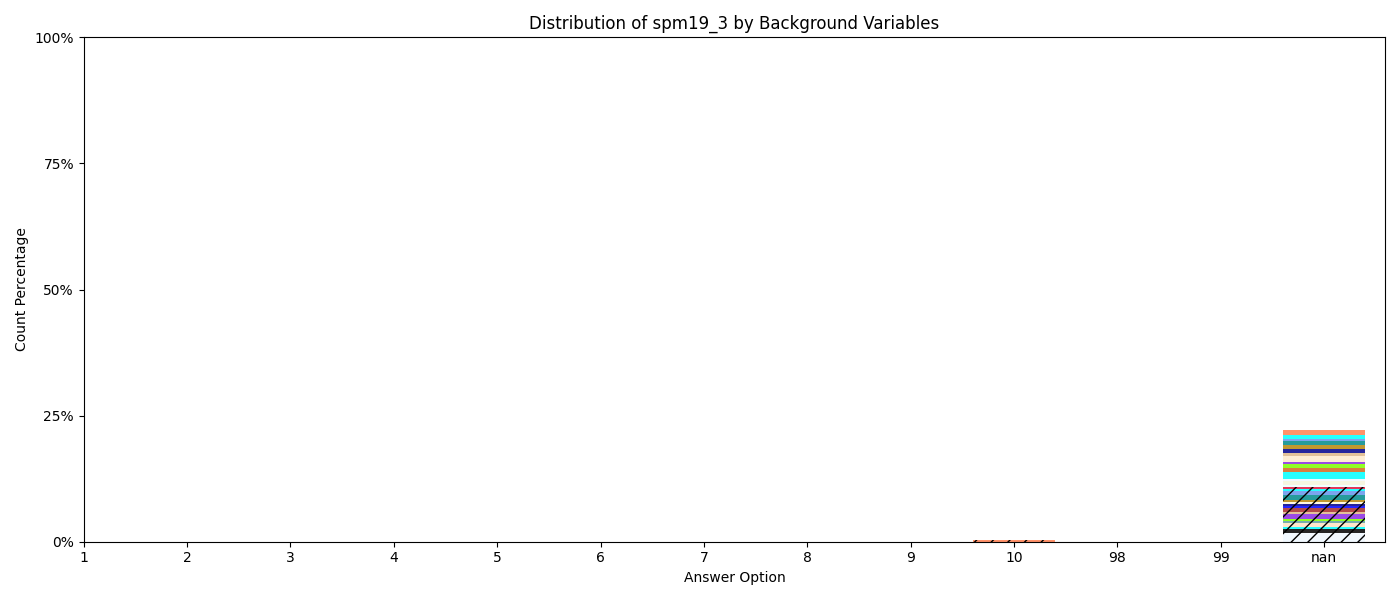 Distribution of spm19_3 by Background Variables
100%
75%
50%
25%
0%
Count Percentage
1 2 3 4 5 6 7 8 9 10 98 99 nan
Answer Option